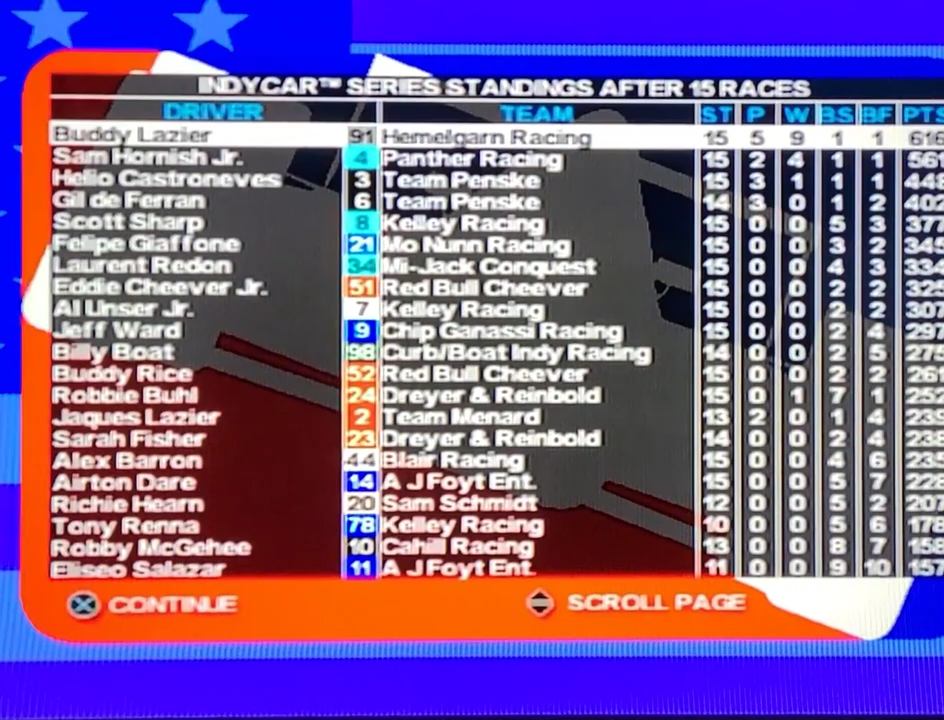 INDYCAR™ SERIES STANDINGS AFTER 15 RACES
DRIVER TEAM ST P W BS BF PTS
Buddy Lazier 91 Hemelgarn Racing 15 5 9 1 1 616
Sam Hornish Jr. 4 Panther Racing 15 2 4 1 1 561
Helio Castroneves 3 Team Penske 15 3 1 1 1 448
Gil de Ferran 6 Team Penske 14 3 0 1 2 402
Scott Sharp 8 Kelley Racing 15 0 0 5 3 377
Felipe Giaffone 21 Mo Nunn Racing 15 0 0 3 2 345
Laurent Redon 34 Mi-Jack Conquest 15 0 0 4 3 334
Eddie Cheever Jr. 51 Red Bull Cheever 15 0 0 2 2 325
Al Unser Jr. 7 Kelley Racing 15 0 0 2 2 307
Jeff Ward 9 Chip Ganassi Racing 15 0 0 2 4 297
Billy Boat 98 Curb/Boat Indy Racing 14 0 0 2 5 275
Buddy Rice 52 Red Bull Cheever 15 0 0 2 2 261
Robbie Buhl 24 Dreyer & Reinbold 15 0 1 7 1 252
Jaques Lazier 2 Team Menard 13 2 0 1 4 239
Sarah Fisher 23 Dreyer & Reinbold 14 0 0 2 4 238
Alex Barron 44 Blair Racing 15 0 0 4 6 235
Airton Dare 14 A J Foyt Ent. 15 0 0 5 7 228
Richie Hearn 20 Sam Schmidt 12 0 0 5 2 207
Tony Renna 78 Kelley Racing 10 0 0 5 6 178
Robby McGehee 10 Cahill Racing 13 0 0 8 7 158
Eliseo Salazar 11 A J Foyt Ent. 11 0 0 9 10 157
CONTINUE SCROLL PAGE